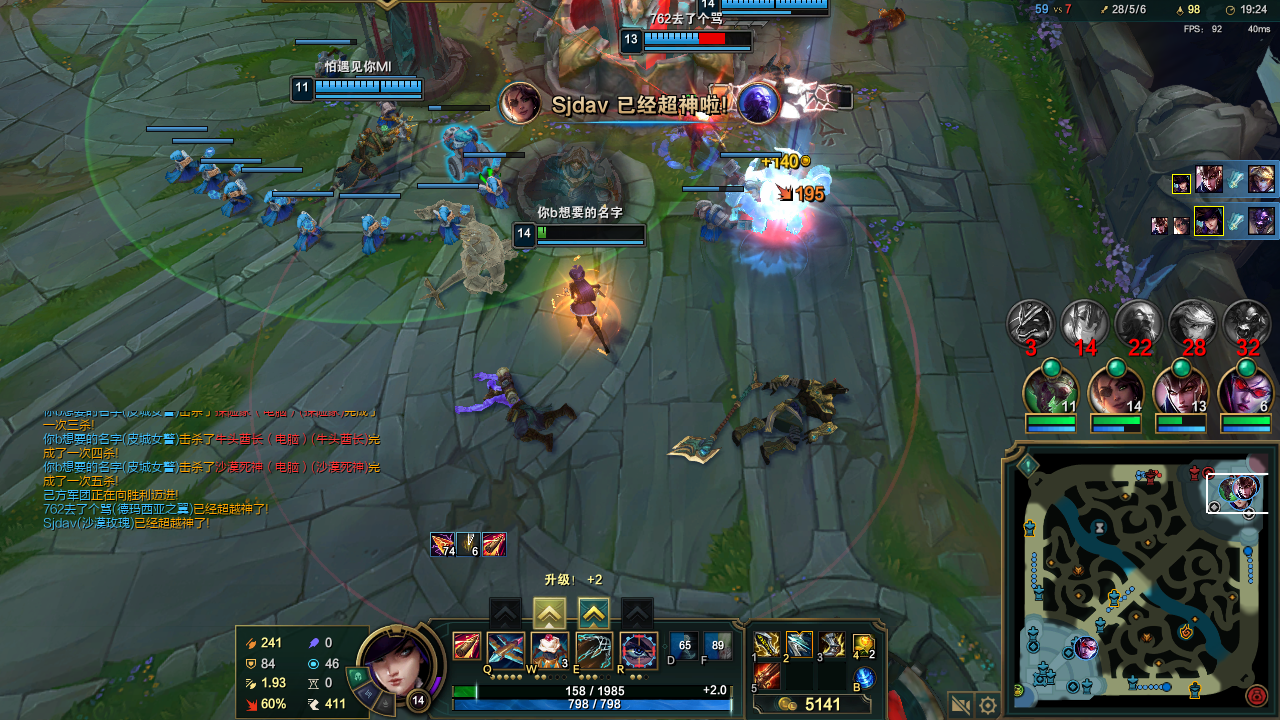 14
762去了个骂
59 vs 7
28/5/6
98
19:24
13
FPS: 92
40ms
怕遇见你MI
11
Sjdav 已经超神啦!
+140
195
你b想要的名字
14
3
14
22
28
32
11
14
13
6
一次三杀!
你b想要的名字(皮城女警)击杀了牛头酋长(电脑)(牛头酋长)完
成了一次四杀!
你b想要的名字(皮城女警)击杀了沙漠死神(电脑)(沙漠死神)完
成了一次五杀!
己方军团正在向胜利迈进!
762去了个骂(德玛西亚之翼)已经超越神了!
Sjdav(沙漠玫瑰)已经超越神了!
74
6
升级! +2
241
0
84
46
1.93
0
60%
411
14
Q
W
3
E
R
D
65
F
89
158 / 1985
+2.0
798 / 798
1
2
3
4
2
5
B
5141